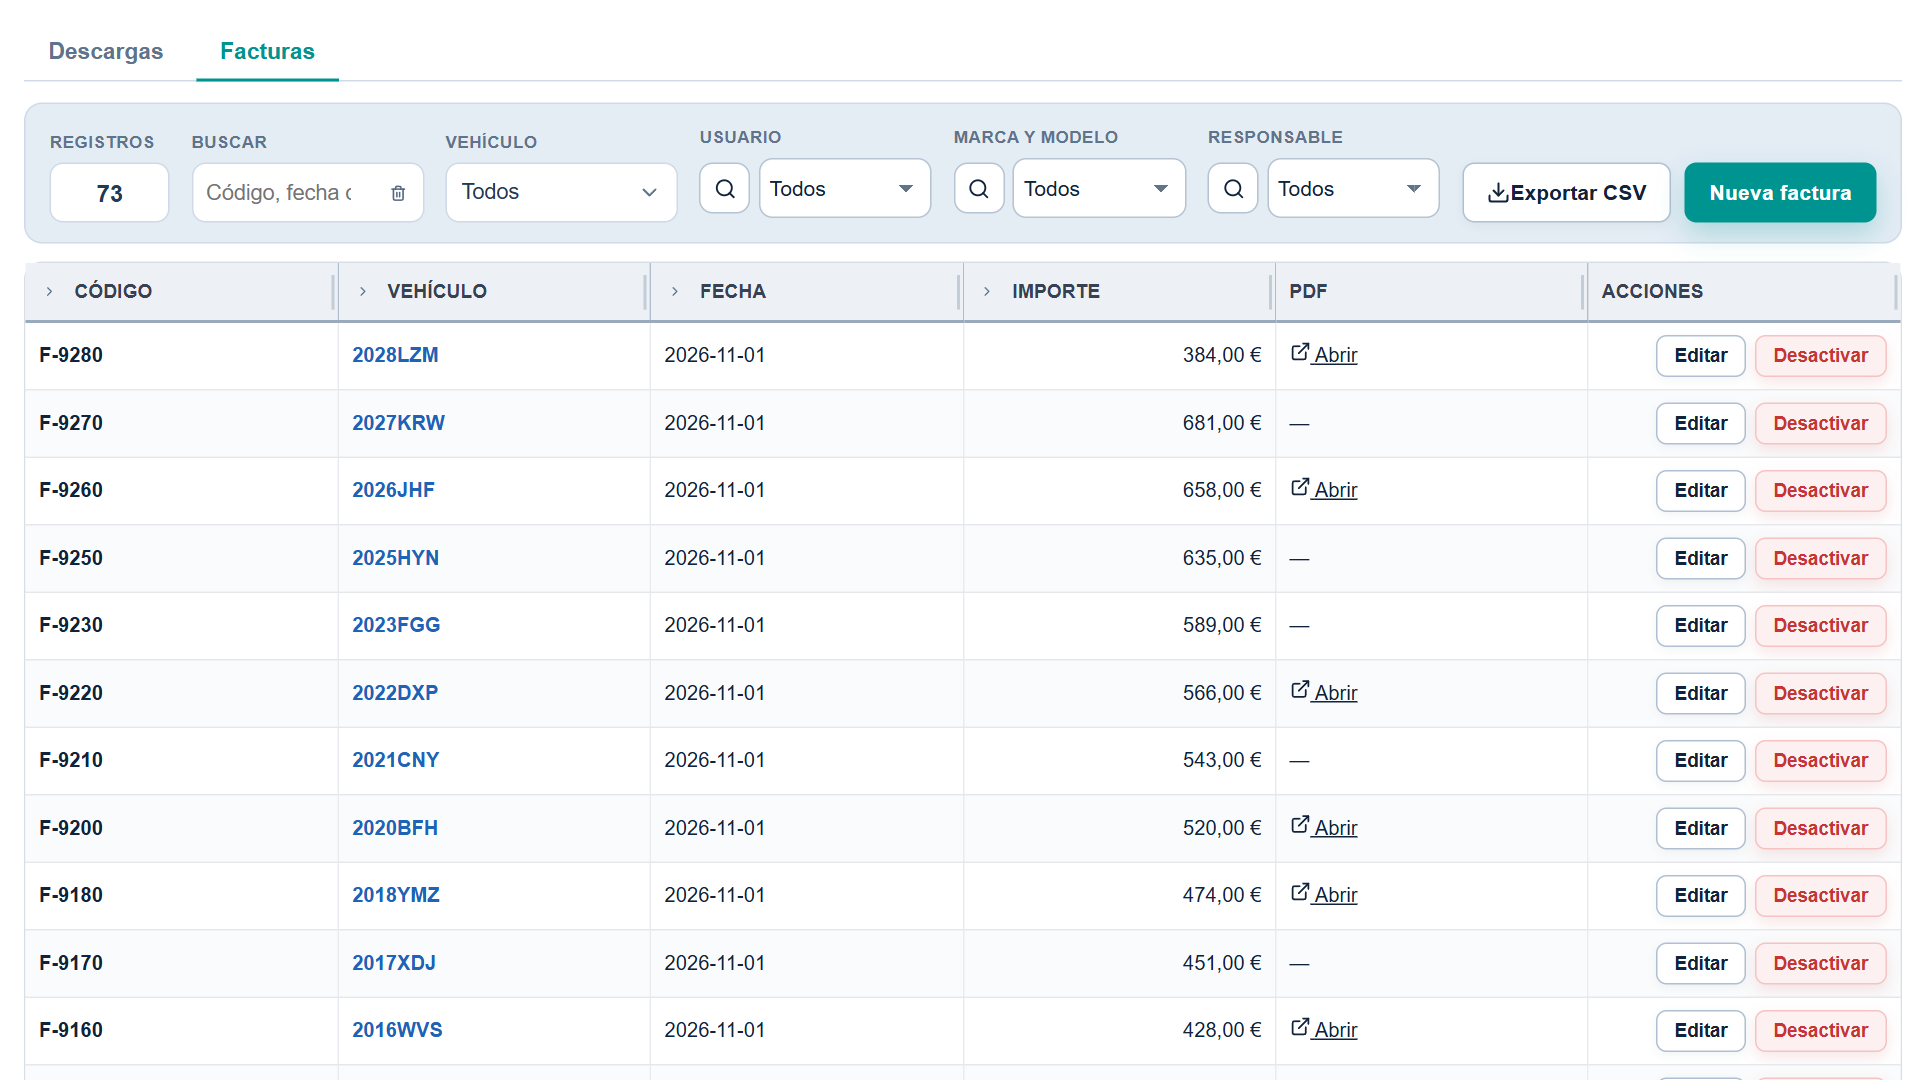 Descargas Facturas
REGISTROS BUSCAR VEHÍCULO USUARIO MARCA Y MODELO RESPONSABLE
73 Código, fecha Todos Todos Todos Todos Exportar CSV Nueva factura
CÓDIGO VEHÍCULO FECHA IMPORTE PDF ACCIONES
F-9280 2028LZM 2026-11-01 384,00 € Abrir Editar Desactivar
F-9270 2027KRW 2026-11-01 681,00 € — Editar Desactivar
F-9260 2026JHF 2026-11-01 658,00 € Abrir Editar Desactivar
F-9250 2025HYN 2026-11-01 635,00 € — Editar Desactivar
F-9230 2023FGG 2026-11-01 589,00 € — Editar Desactivar
F-9220 2022DXP 2026-11-01 566,00 € Abrir Editar Desactivar
F-9210 2021CNY 2026-11-01 543,00 € — Editar Desactivar
F-9200 2020BFH 2026-11-01 520,00 € Abrir Editar Desactivar
F-9180 2018YMZ 2026-11-01 474,00 € Abrir Editar Desactivar
F-9170 2017XDJ 2026-11-01 451,00 € — Editar Desactivar
F-9160 2016WVS 2026-11-01 428,00 € Abrir Editar Desactivar